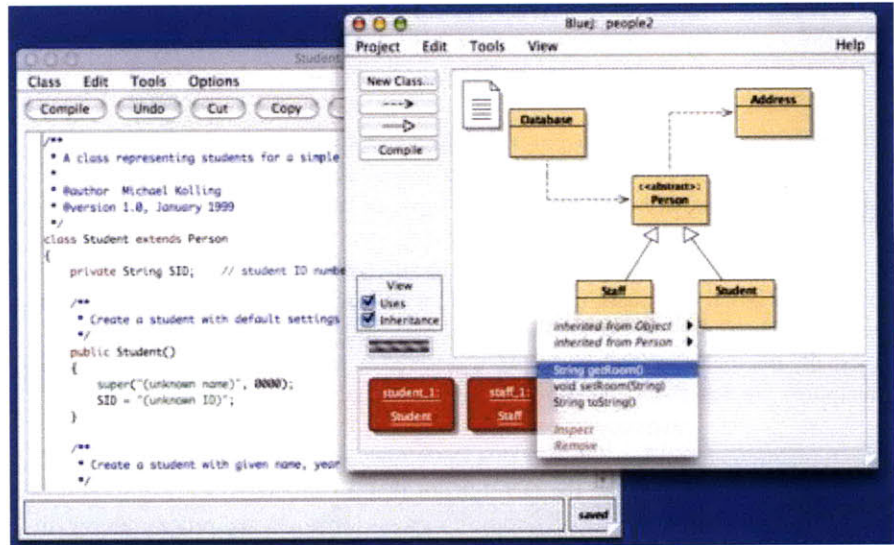 Student
Class Edit Tools Options
Compile Undo Cut Copy
/**
* A class representing students for a simple
*
* @author Michael Kolling
* @version 1.0, January 1999
*/
class Student extends Person
{
private String SID; // student ID numbe
/**
* Create a student with default settings
*/
public Student()
{
super("(unknown name)", 0000);
SID = "(unknown ID)";
}
/**
* Create a student with given name, year
*/
saved
BlueJ: people2
Project Edit Tools View Help
New Class...
Compile
View
Uses
Inheritance
Database
Address
<<abstract>>
Person
Staff
Student
student_1:
Student
staff_1:
Staff
inherited from Object
inherited from Person
String getRoom()
void setRoom(String)
String toString()
Inspect
Remove